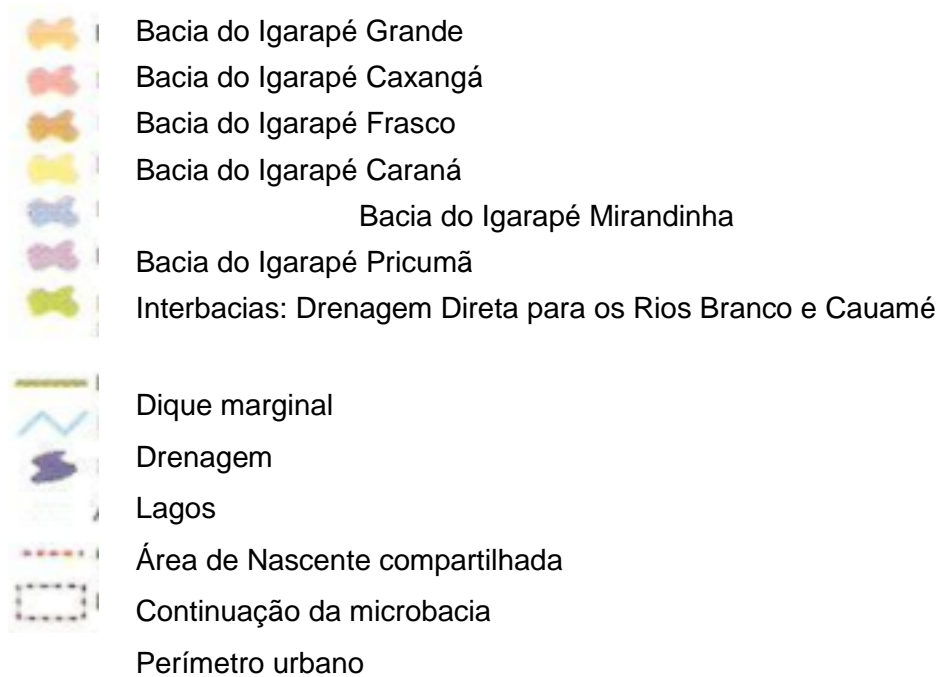 Bacia do Igarapé Grande
Bacia do Igarapé Caxangá
Bacia do Igarapé Frasco
Bacia do Igarapé Caraná
Bacia do Igarapé Mirandinha
Bacia do Igarapé Pricumã
Interbacias: Drenagem Direta para os Rios Branco e Cauamé
Dique marginal
Drenagem
Lagos
Área de Nascente compartilhada
Continuação da microbacia
Perímetro urbano